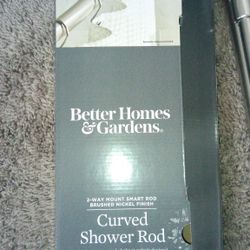 Better Homes
& Gardens®
2-WAY MOUNT SMART ROD
BRUSHED NICKEL FINISH
Curved
Shower Rod